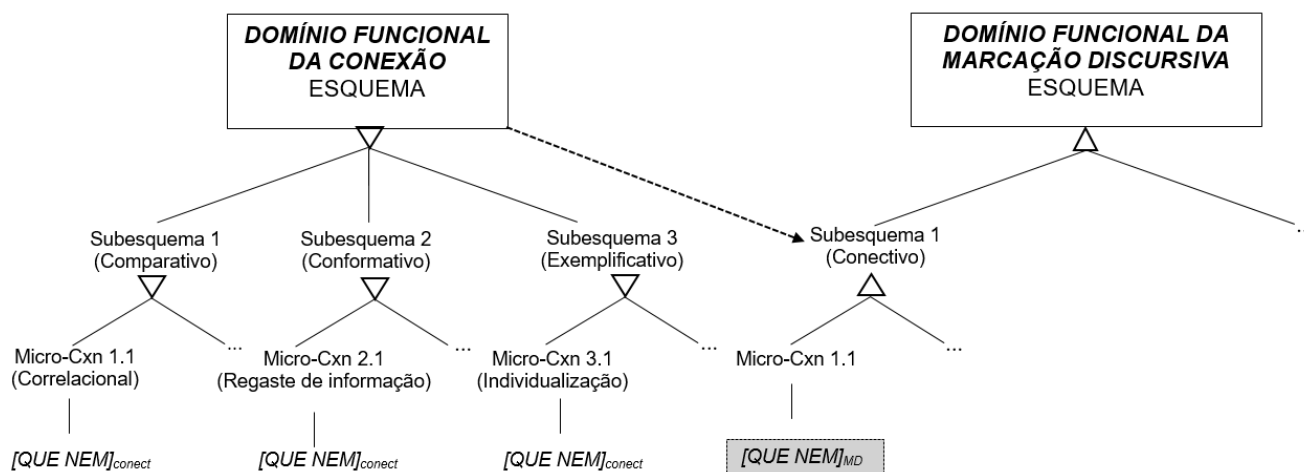 DOMÍNIO FUNCIONAL
DA CONEXÃO
ESQUEMA
DOMÍNIO FUNCIONAL DA
MARCAÇÃO DISCURSIVA
ESQUEMA
Subesquema 1
(Comparativo)
Subesquema 2
(Conformativo)
Subesquema 3
(Exemplificativo)
Subesquema 1
(Conectivo)
...
Micro-Cxn 1.1
(Correlacional)
...
Micro-Cxn 2.1
(Regaste de informação)
...
Micro-Cxn 3.1
(Individualização)
...
Micro-Cxn 1.1
...
[QUE NEM]conect
[QUE NEM]conect
[QUE NEM]conect
[QUE NEM]MD